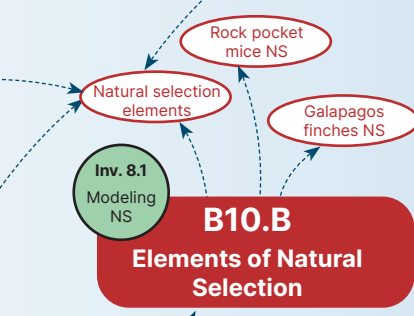 Rock pocket
mice NS
Natural selection
elements
Galapagos
finches NS
Inv. 8.1
Modeling
NS
B10.B
Elements of Natural
Selection